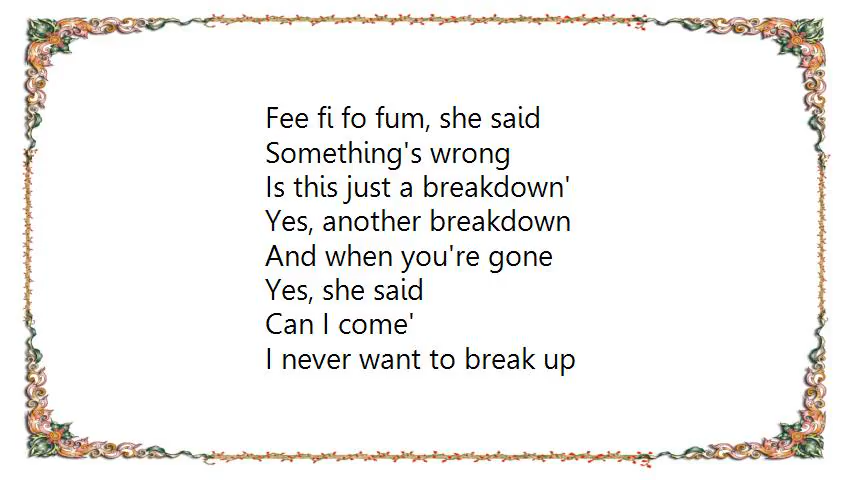 Fee fi fo fum, she said
Something's wrong
Is this just a breakdown'
Yes, another breakdown
And when you're gone
Yes, she said
Can I come'
I never want to break up